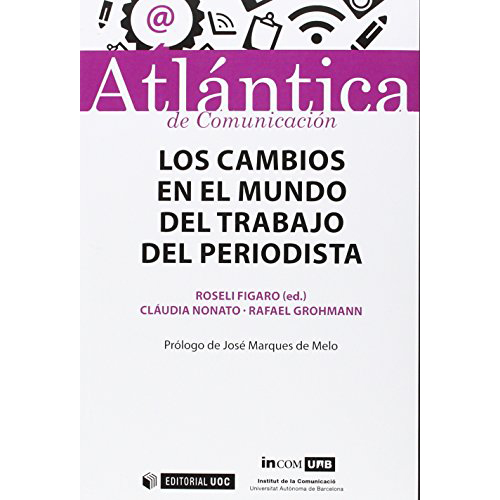 @
Atlántica
de Comunicación
LOS CAMBIOS
EN EL MUNDO
DEL TRABAJO
DEL PERIODISTA
ROSELI FIGARO (ed.)
CLÁUDIA NONATO · RAFAEL GROHMANN
Prólogo de José Marques de Melo
EDITORIAL UOC
inCOM UAB
Institut de la Comunicació
Universitat Autònoma de Barcelona